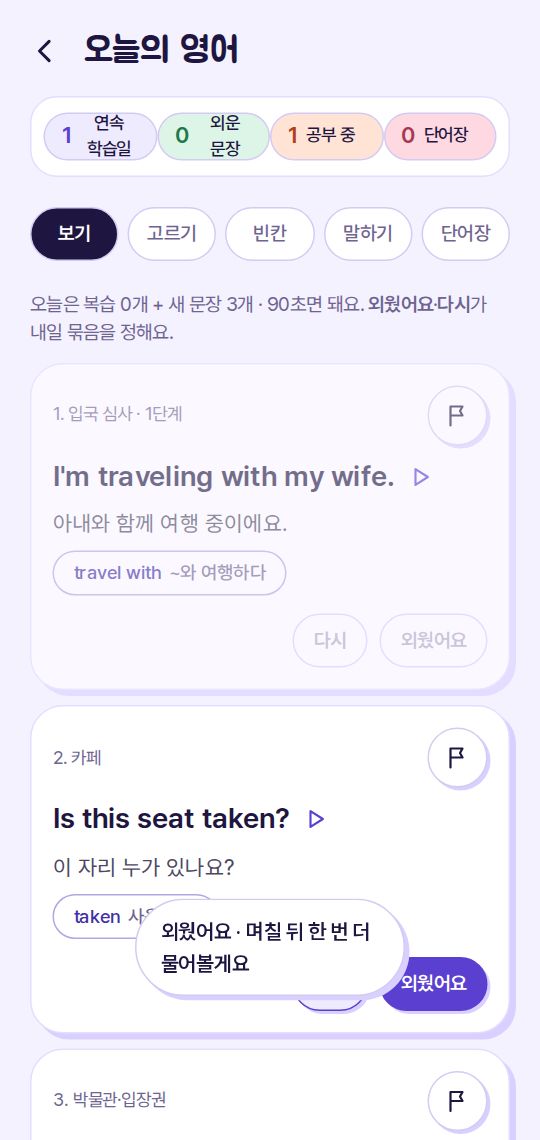 오늘의 영어
1 연속 학습일 0 외운 문장 1 공부 중 0 단어장
보기 고르기 빈칸 말하기 단어장
오늘은 복습 0개 + 새 문장 3개 · 90초면 돼요. 외웠어요·다시가
내일 묶음을 정해요.
1. 입국 심사 · 1단계
I'm traveling with my wife.
아내와 함께 여행 중이에요.
travel with ~와 여행하다
다시 외웠어요
2. 카페
Is this seat taken?
이 자리 누가 있나요?
taken
외웠어요 · 며칠 뒤 한 번 더
물어볼게요
외웠어요
3. 박물관·입장권